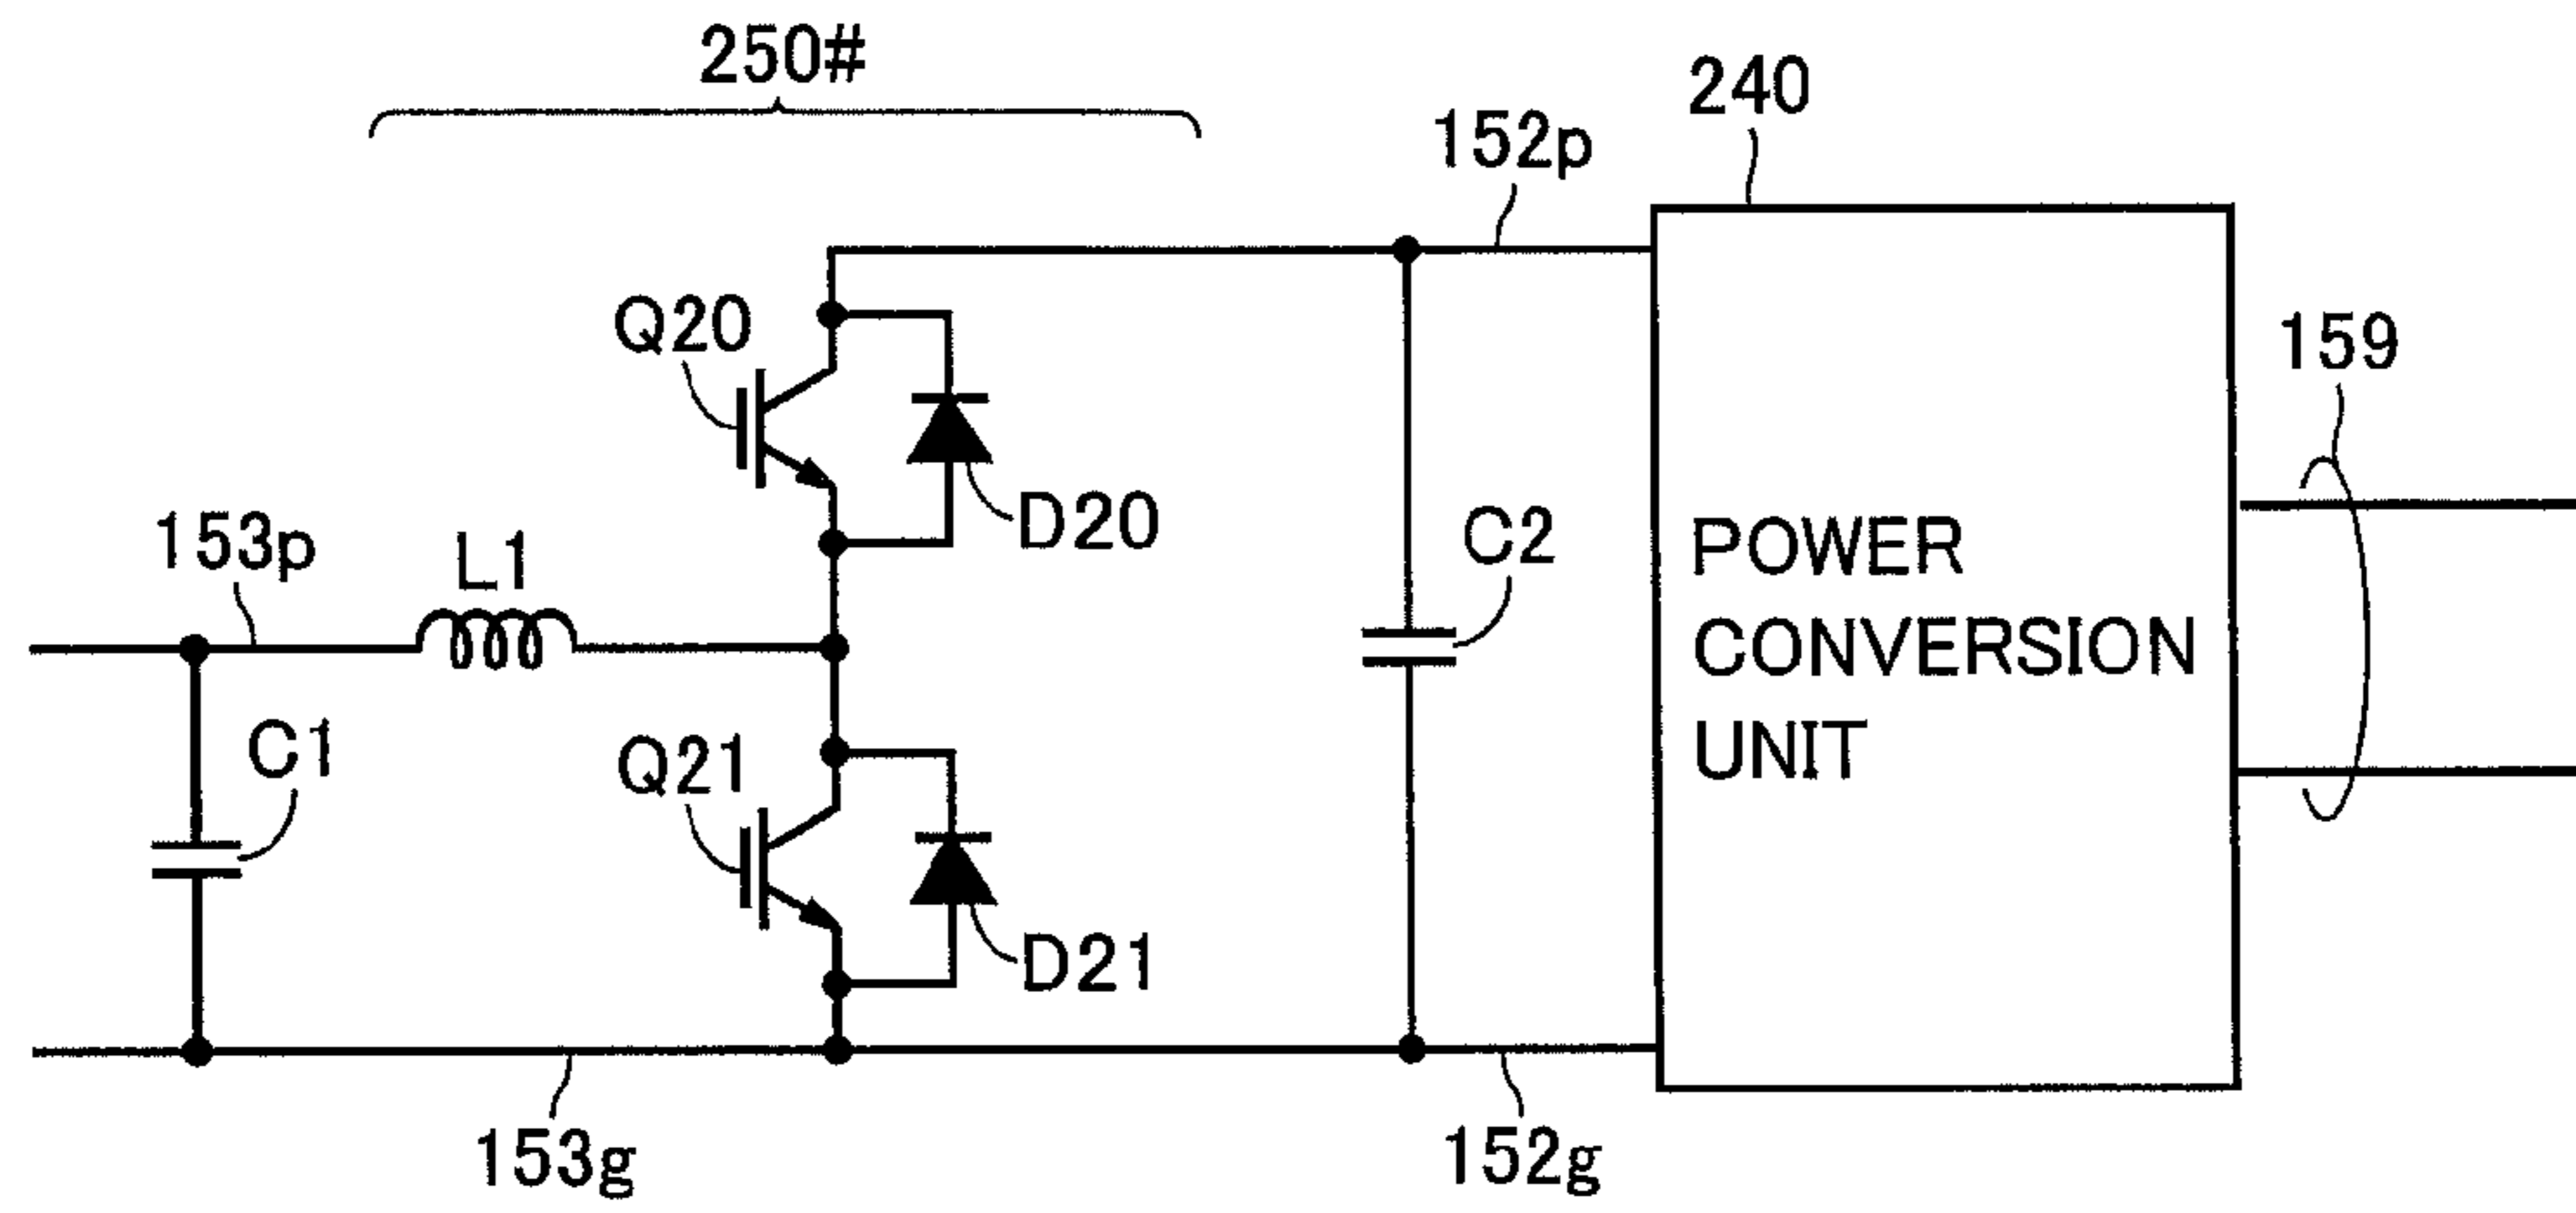 250#
240
152p
Q20
159
D20
153p
L1
C2
POWER
CONVERSION
UNIT
C1
Q21
D21
153g
152g